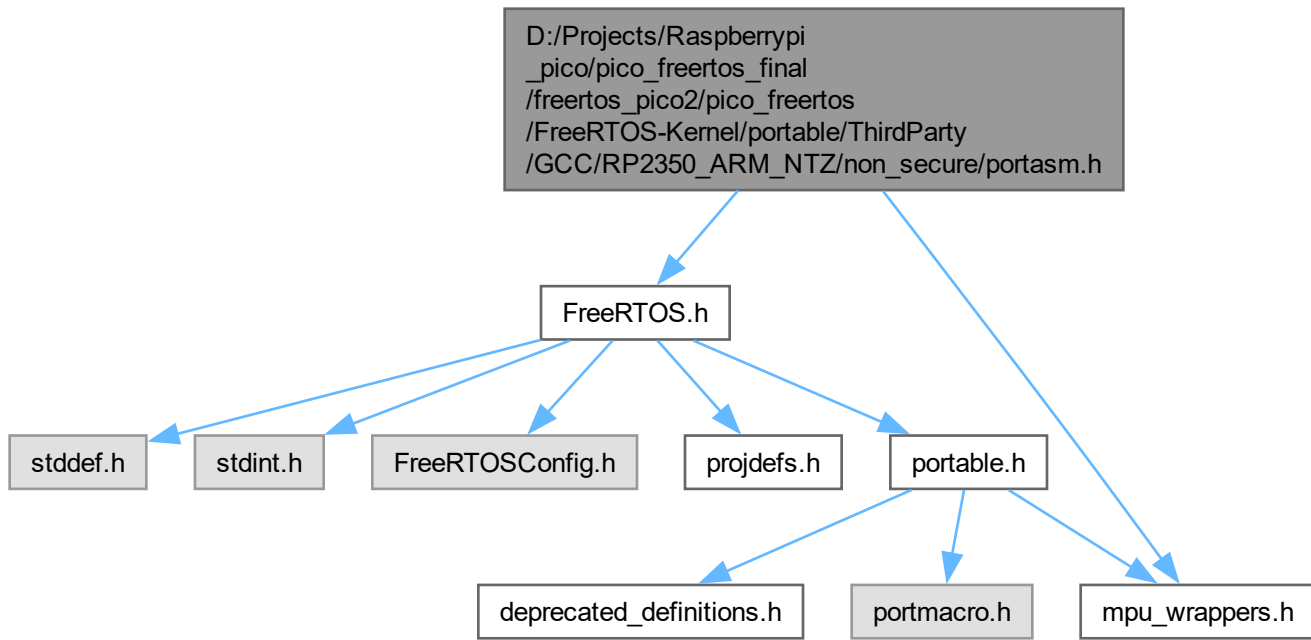 D:/Projects/Raspberrypi
_pico/pico_freertos_final
/freertos_pico2/pico_freertos
/FreeRTOS-Kernel/portable/ThirdParty
/GCC/RP2350_ARM_NTZ/non_secure/portasm.h
FreeRTOS.h
stddef.h
stdint.h
FreeRTOSConfig.h
projdefs.h
portable.h
deprecated_definitions.h
portmacro.h
mpu_wrappers.h